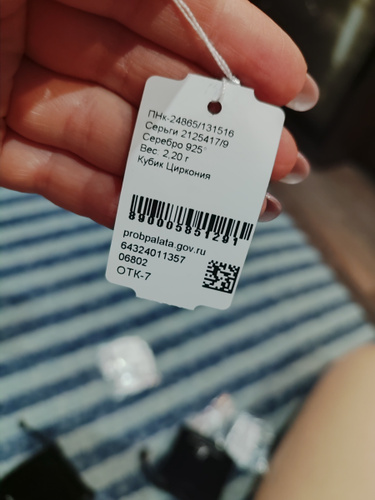 ПНк-24865/131516
Серьги 2125417/9
Серебро 925°
Вес: 2.20 г
Кубик Циркония
890005851291
probpalata.gov.ru
64324011357
06802
ОТК-7